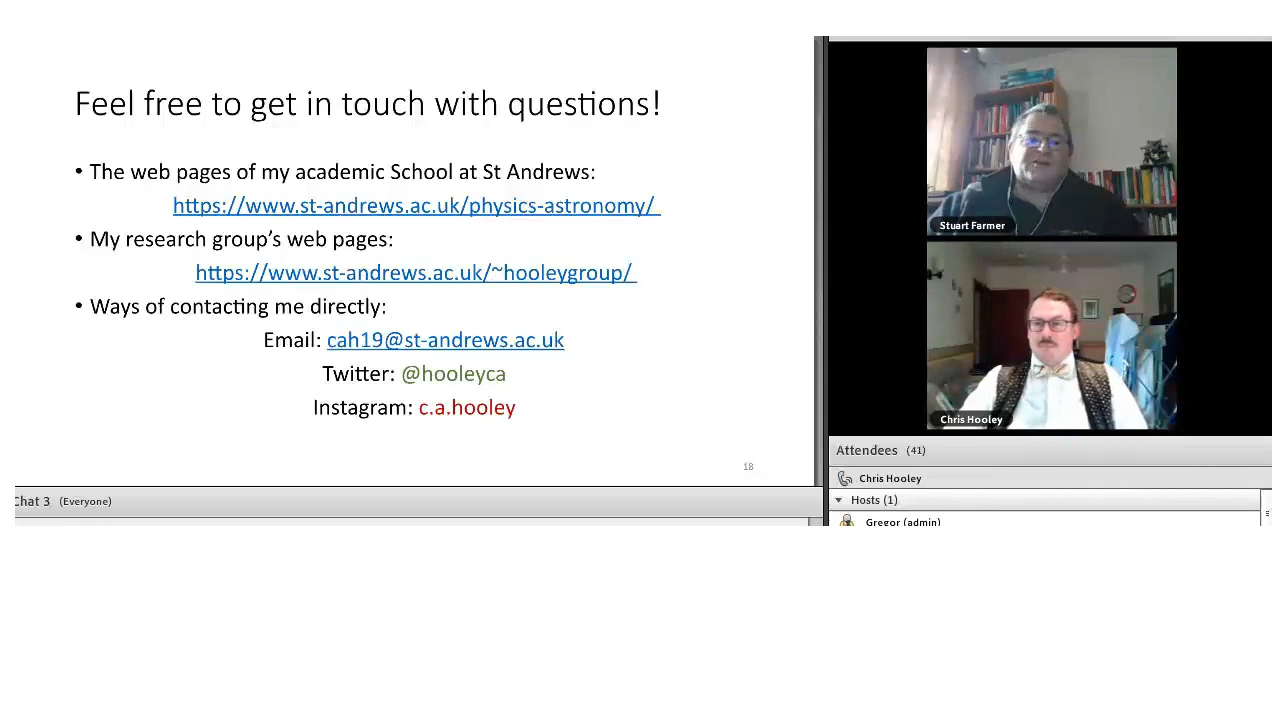 Feel free to get in touch with questions!
• The web pages of my academic School at St Andrews:
https://www.st-andrews.ac.uk/physics-astronomy/
• My research group’s web pages:
https://www.st-andrews.ac.uk/~hooleygroup/
• Ways of contacting me directly:
Email: cah19@st-andrews.ac.uk
Twitter: @hooleyca
Instagram: c.a.hooley
18
Chat 3 (Everyone)
Stuart Farmer
Chris Hooley
Attendees (41)
Chris Hooley
Hosts (1)
Gregor (admin)